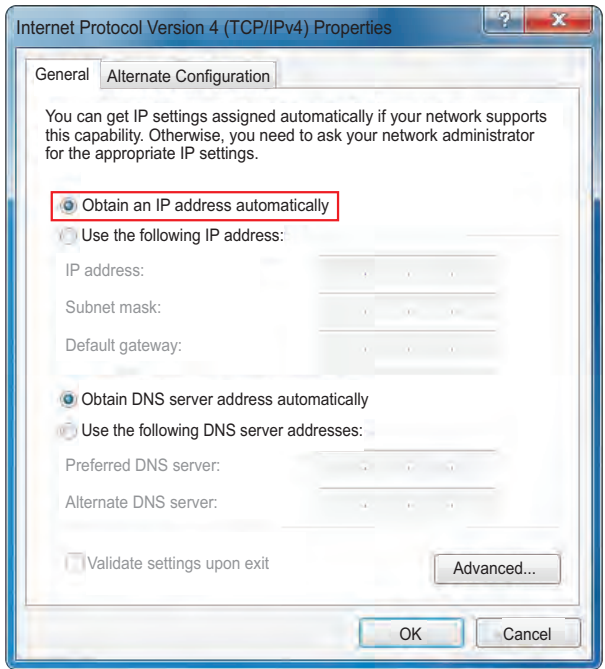 Internet Protocol Version 4 (TCP/IPv4) Properties
?
General
Alternate Configuration
You can get IP settings assigned automatically if your network supports
this capability. Otherwise, you need to ask your network administrator
for the appropriate IP settings.
Obtain an IP address automatically
Use the following IP address:
IP address:
Subnet mask:
Default gateway:
Obtain DNS server address automatically
Use the following DNS server addresses:
Preferred DNS server:
Alternate DNS server:
Validate settings upon exit
Advanced...
OK
Cancel